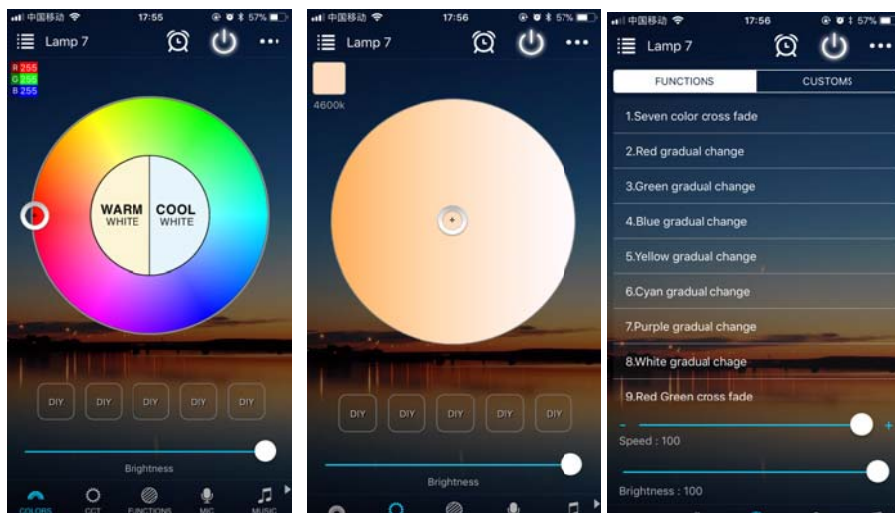 中国移动 17:55 57%
Lamp 7
R 255
G 255
B 255
WARM COOL
WHITE WHITE
DIY DIY DIY DIY DIY
Brightness
COLORS CCT FUNCTIONS MIC MUSIC
中国移动 17:56 57%
Lamp 7
4600k
DIY DIY DIY DIY DIY
Brightness
中国移动 17:56 57%
Lamp 7
FUNCTIONS CUSTOMS
1.Seven color cross fade
2.Red gradual change
3.Green gradual change
4.Blue gradual change
5.Yellow gradual change
6.Cyan gradual change
7.Purple gradual change
8.White gradual chage
9.Red Green cross fade
- +
Speed : 100
Brightness : 100